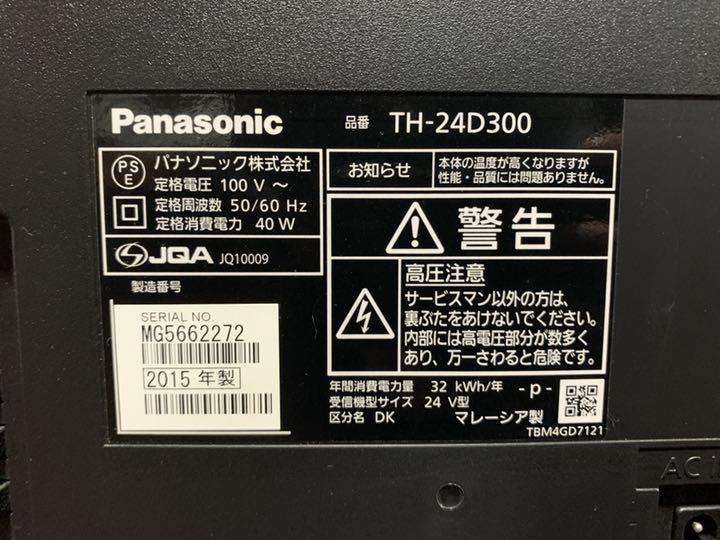 Panasonic
品番 TH-24D300
PS
E
パナソニック株式会社
定格電圧 100 V ～
定格周波数 50/60 Hz
定格消費電力 40 W
JQA JQ10009
お知らせ
本体の温度が高くなりますが
性能・品質には問題ありません。
警告
高圧注意
サービスマン以外の方は、
裏ぶたをあけないでください。
内部には高電圧部分が数多く
あり、万一さわると危険です。
製造番号
SERIAL NO.
MG5662272
2015 年製
年間消費電力量 32 kWh/年 -p-
受信機型サイズ 24 V型
区分名 DK マレーシア製
TBM4GD7121
AC